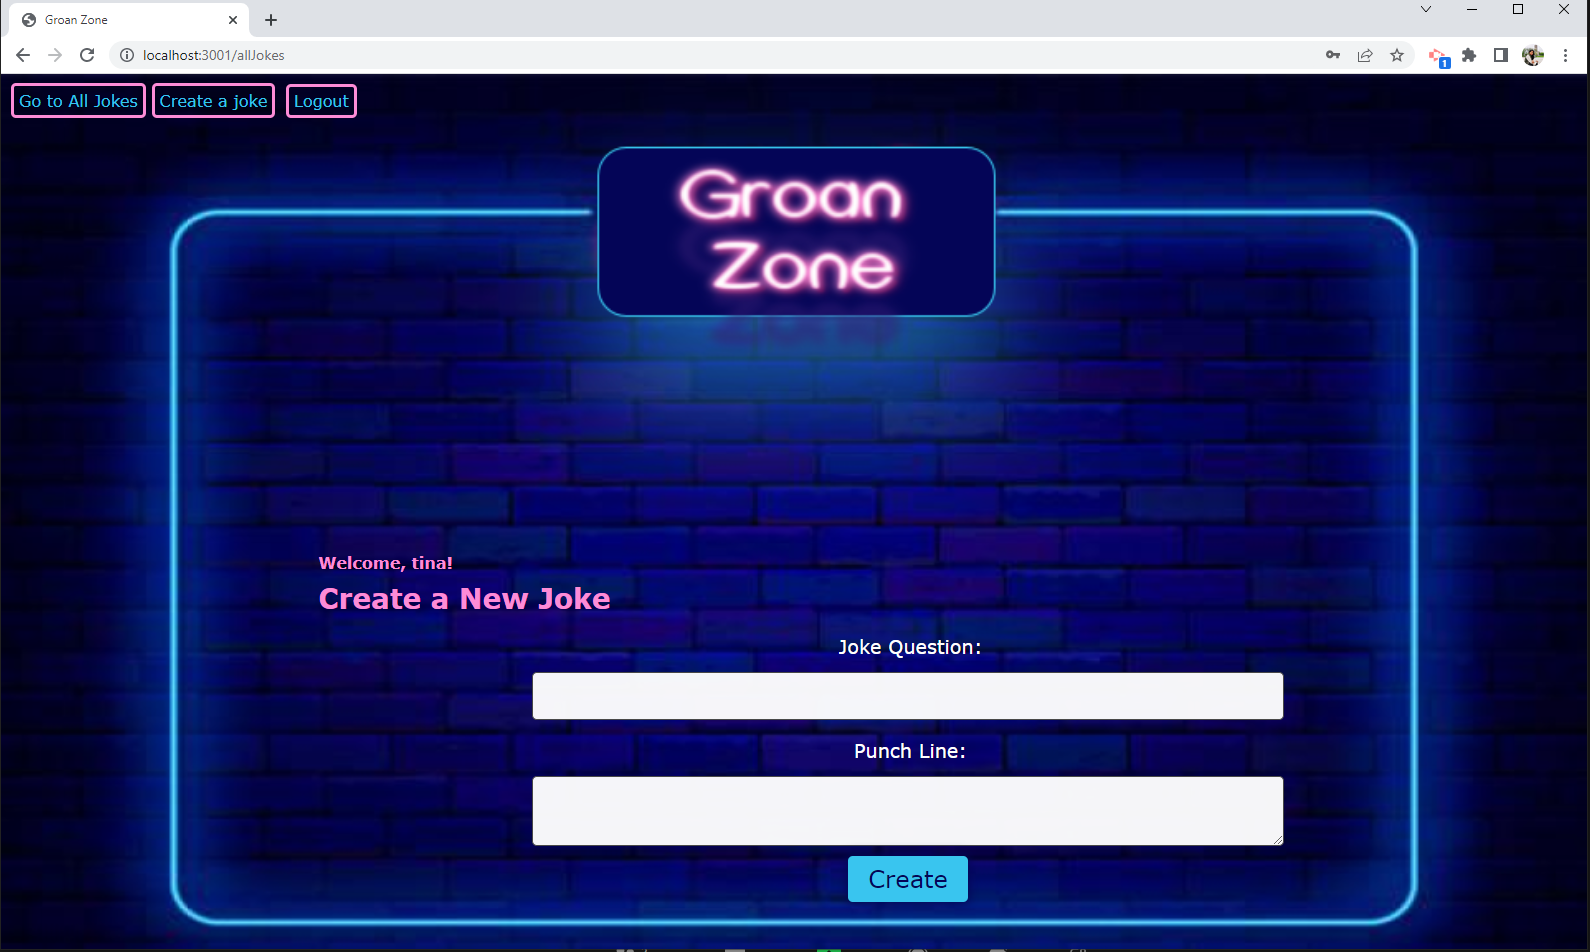 Groan Zone
localhost:3001/allJokes
1
Go to All Jokes Create a joke Logout
Groan
Zone
Welcome, tina!
Create a New Joke
Joke Question:
Punch Line:
Create